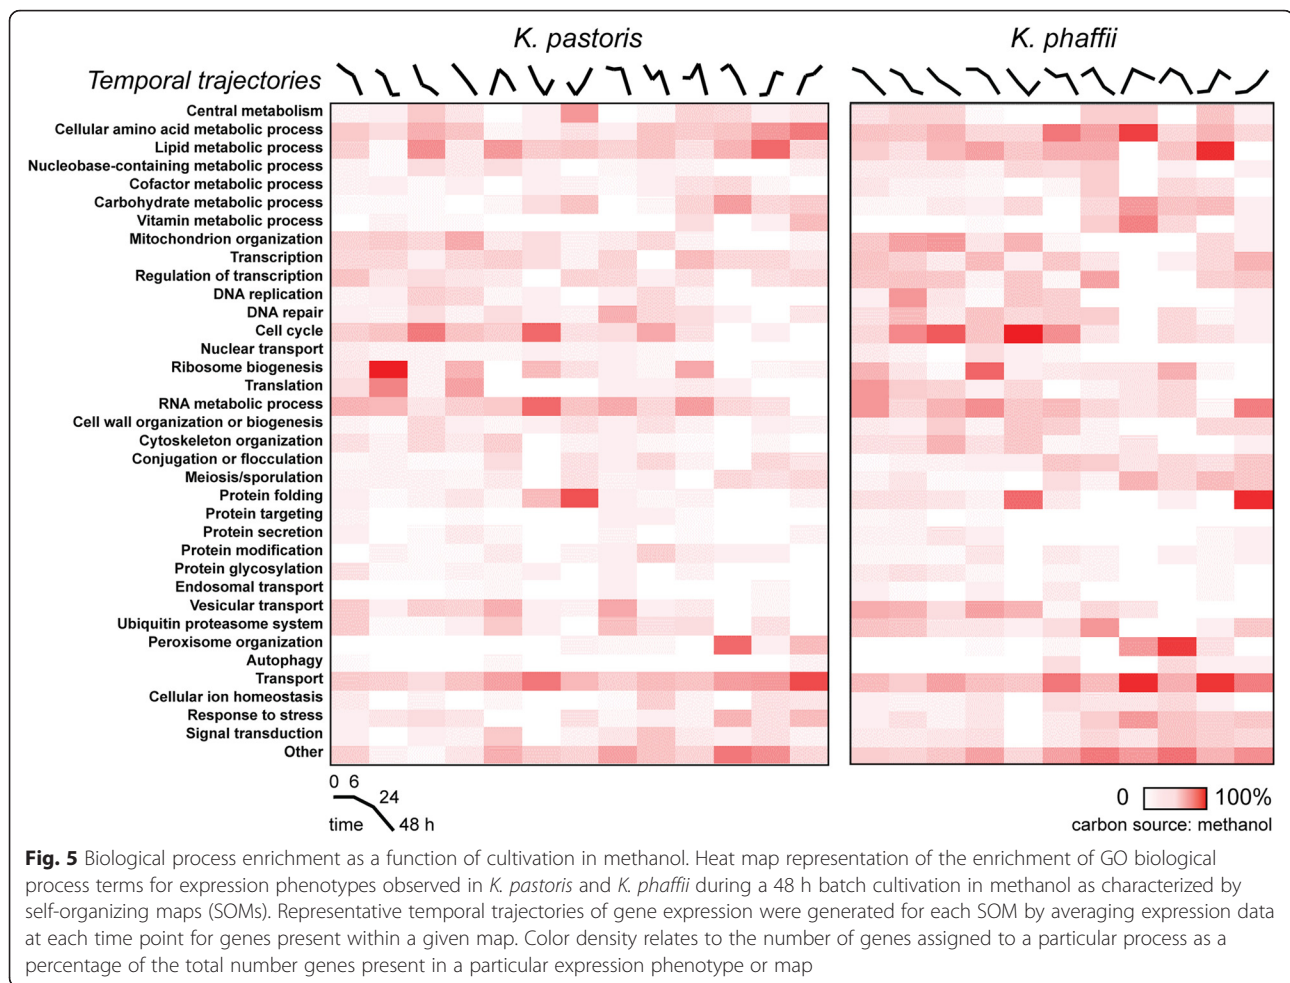 K. pastoris
K. phaffii
Temporal trajectories
Central metabolism
Cellular amino acid metabolic process
Lipid metabolic process
Nucleobase-containing metabolic process
Cofactor metabolic process
Carbohydrate metabolic process
Vitamin metabolic process
Mitochondrion organization
Transcription
Regulation of transcription
DNA replication
DNA repair
Cell cycle
Nuclear transport
Ribosome biogenesis
Translation
RNA metabolic process
Cell wall organization or biogenesis
Cytoskeleton organization
Conjugation or flocculation
Meiosis/sporulation
Protein folding
Protein targeting
Protein secretion
Protein modification
Protein glycosylation
Endosomal transport
Vesicular transport
Ubiquitin proteasome system
Peroxisome organization
Autophagy
Transport
Cellular ion homeostasis
Response to stress
Signal transduction
Other
0 6
24
time
48 h
0 100%
carbon source: methanol
Fig. 5 Biological process enrichment as a function of cultivation in methanol. Heat map representation of the enrichment of GO biological
process terms for expression phenotypes observed in K. pastoris and K. phaffii during a 48 h batch cultivation in methanol as characterized by
self-organizing maps (SOMs). Representative temporal trajectories of gene expression were generated for each SOM by averaging expression data
at each time point for genes present within a given map. Color density relates to the number of genes assigned to a particular process as a
percentage of the total number genes present in a particular expression phenotype or map